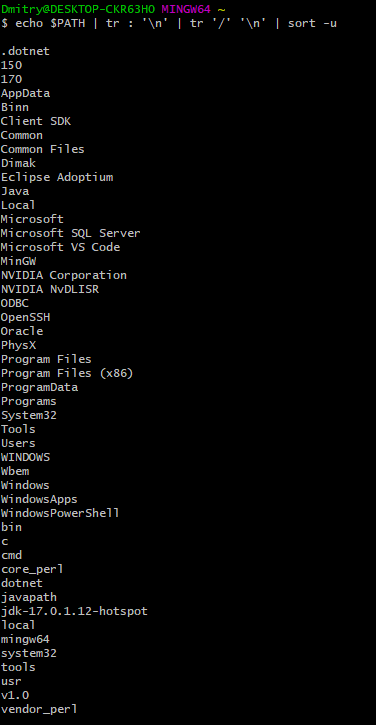 Dmitry@DESKTOP-CKR63HO MINGW64 ~
$ echo $PATH | tr : '\n' | tr '/' '\n' | sort -u

.dotnet
150
170
AppData
Binn
Client SDK
Common
Common Files
Dimak
Eclipse Adoptium
Java
Local
Microsoft
Microsoft SQL Server
Microsoft VS Code
MinGW
NVIDIA Corporation
NVIDIA NvDLISR
ODBC
OpenSSH
Oracle
PhysX
Program Files
Program Files (x86)
ProgramData
Programs
System32
Tools
Users
WINDOWS
Wbem
Windows
WindowsApps
WindowsPowerShell
bin
c
cmd
core_perl
dotnet
javapath
jdk-17.0.1.12-hotspot
local
mingw64
system32
tools
usr
v1.0
vendor_perl